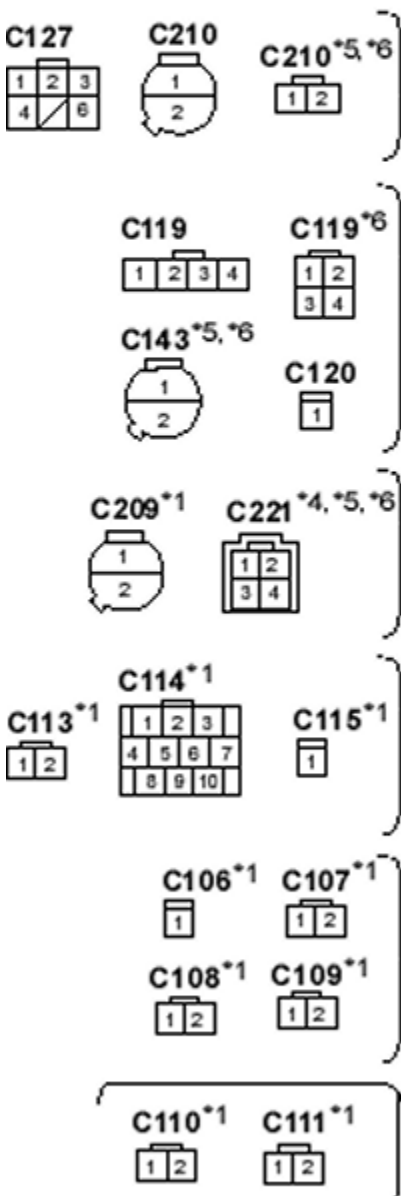 C127 C210 C210*5,*6
1 2 3 1 1 2
4 6 2
C119 C119*6
1 2 3 4 1 2
3 4
C143*5,*6 C120
1 1
2
C209*1 C221*4,*5,*6
1 1 2
2 3 4
C113*1 C114*1 C115*1
1 2 1 2 3 1
4 5 6 7
8 9 10
C106*1 C107*1
1 1 2
C108*1 C109*1
1 2 1 2
C110*1 C111*1
1 2 1 2